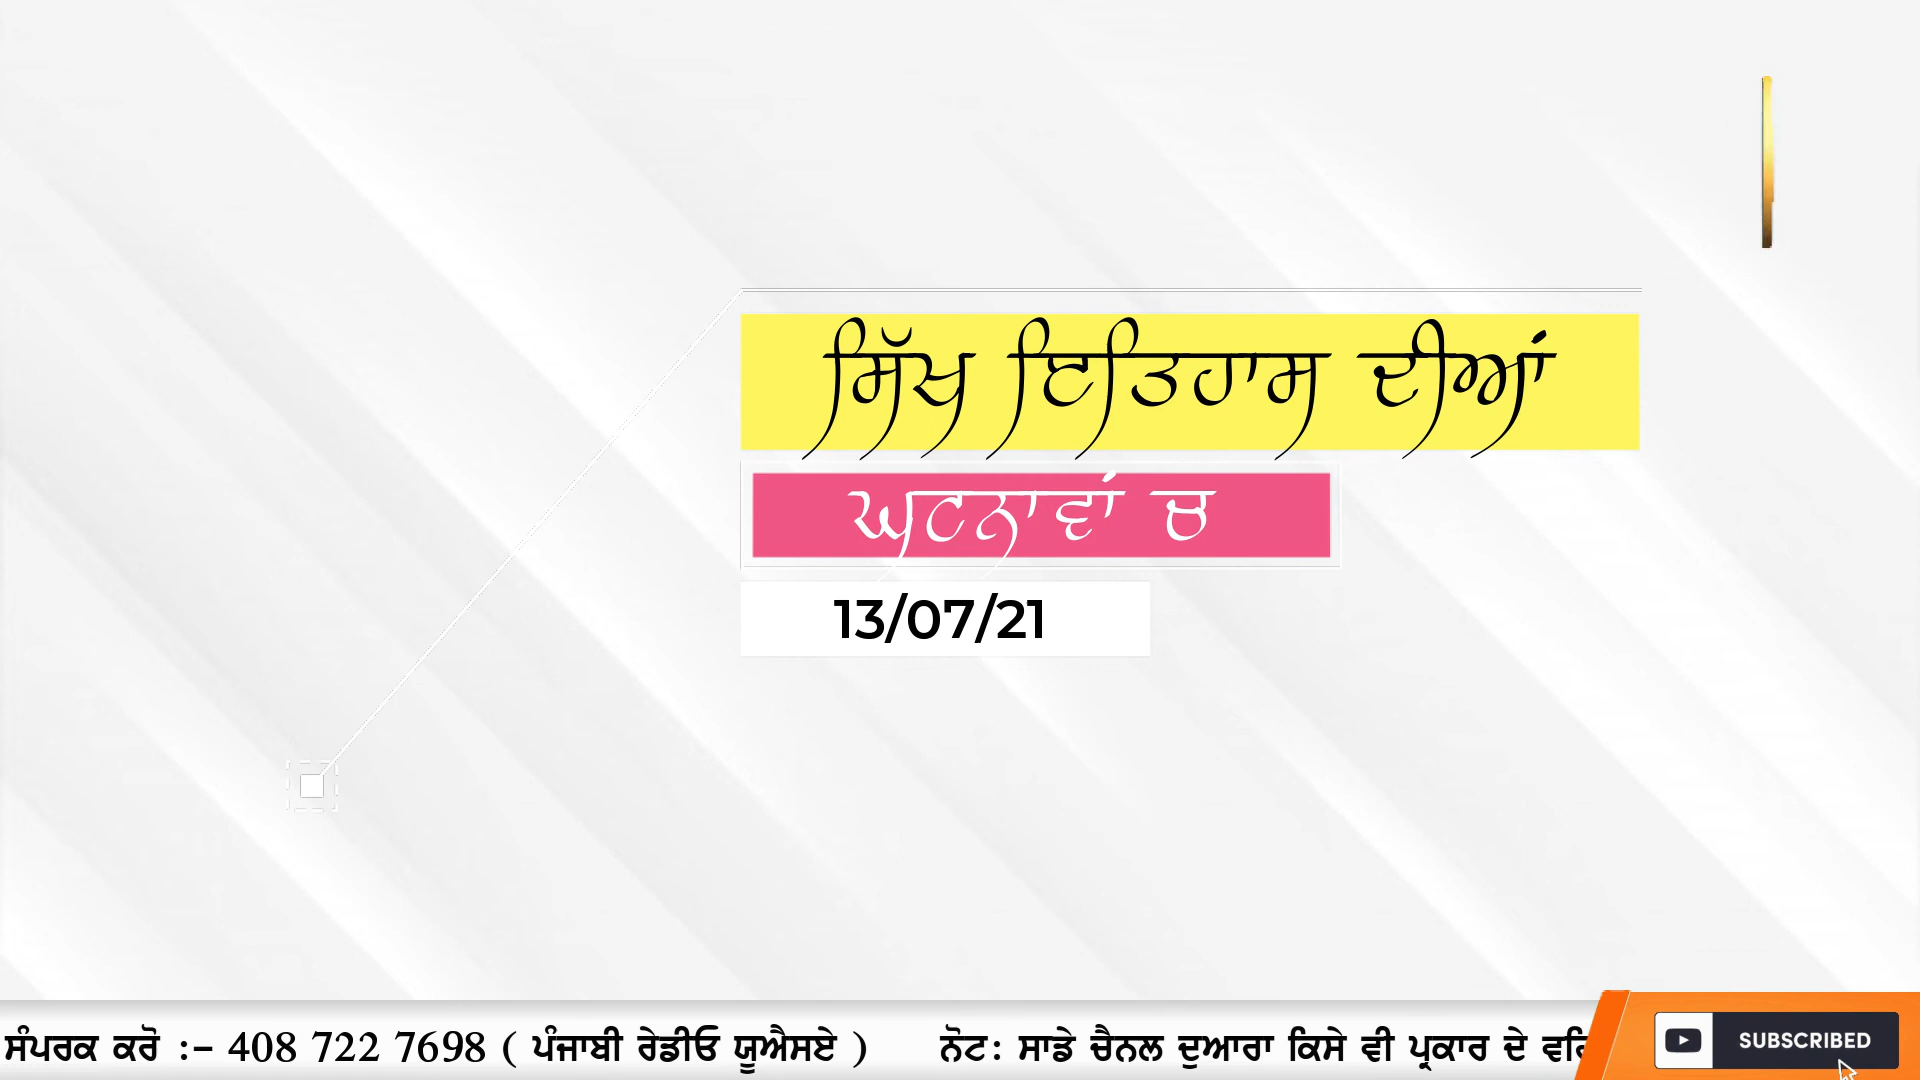 ਸਿੱਖ ਇਤਿਹਾਸ ਦੀਆਂ
ਘਟਨਾਵਾਂ ਚ
13/07/21
ਸੰਪਰਕ ਕਰੋ :- 408 722 7698 ( ਪੰਜਾਬੀ ਰੇਡੀਓ ਯੂਐਸਏ ) ਨੋਟ: ਸਾਡੇ ਚੈਨਲ ਦੁਆਰਾ ਕਿਸੇ ਵੀ ਪ੍ਰਕਾਰ ਦੇ
SUBSCRIBED